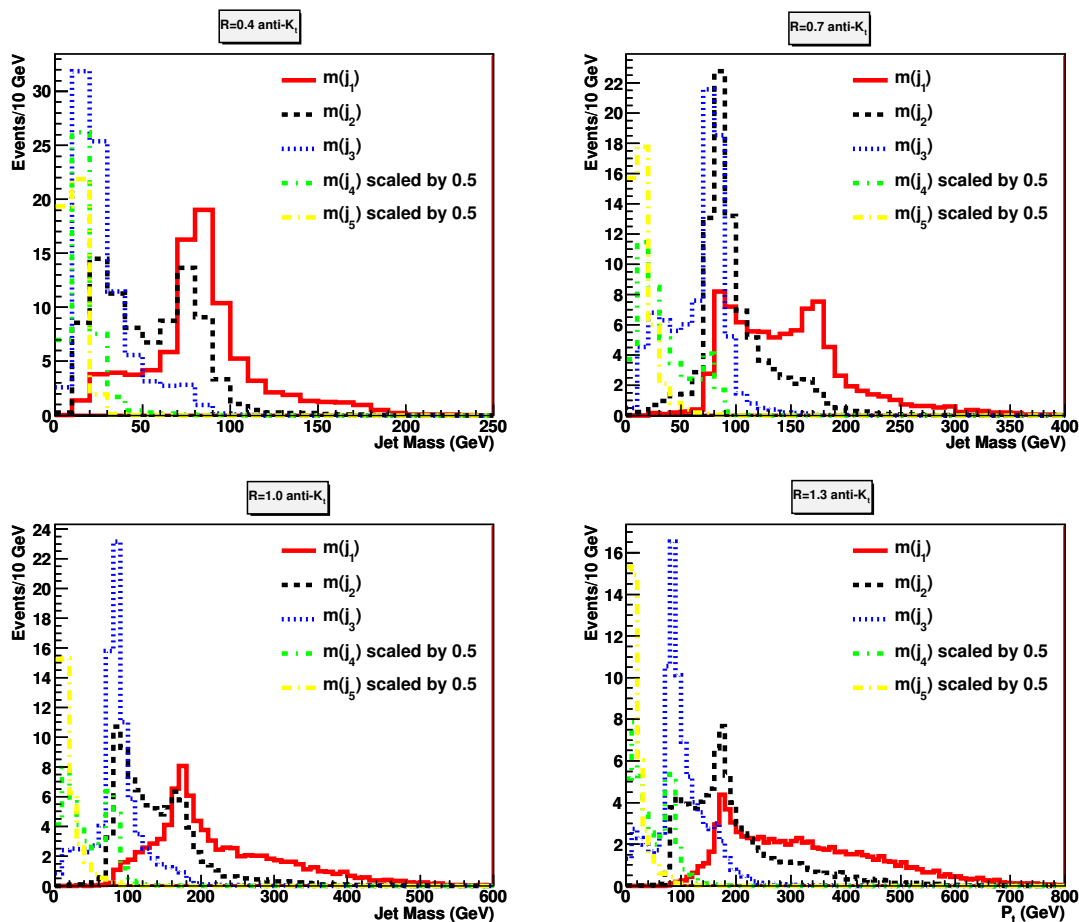 R=0.4 anti-K_t
Events/10 GeV
30
25
20
15
10
5
0
m(j_1)
m(j_2)
m(j_3)
m(j_4) scaled by 0.5
m(j_5) scaled by 0.5
0 50 100 150 200 250
Jet Mass (GeV)
R=0.7 anti-K_t
Events/10 GeV
22
20
18
16
14
12
10
8
6
4
2
0
m(j_1)
m(j_2)
m(j_3)
m(j_4) scaled by 0.5
m(j_5) scaled by 0.5
0 50 100 150 200 250 300 350 400
Jet Mass (GeV)
R=1.0 anti-K_t
Events/10 GeV
24
22
20
18
16
14
12
10
8
6
4
2
0
m(j_1)
m(j_2)
m(j_3)
m(j_4) scaled by 0.5
m(j_5) scaled by 0.5
0 100 200 300 400 500 600
Jet Mass (GeV)
R=1.3 anti-K_t
Events/10 GeV
16
14
12
10
8
6
4
2
0
m(j_1)
m(j_2)
m(j_3)
m(j_4) scaled by 0.5
m(j_5) scaled by 0.5
0 100 200 300 400 500 600 700 800
P_t (GeV)